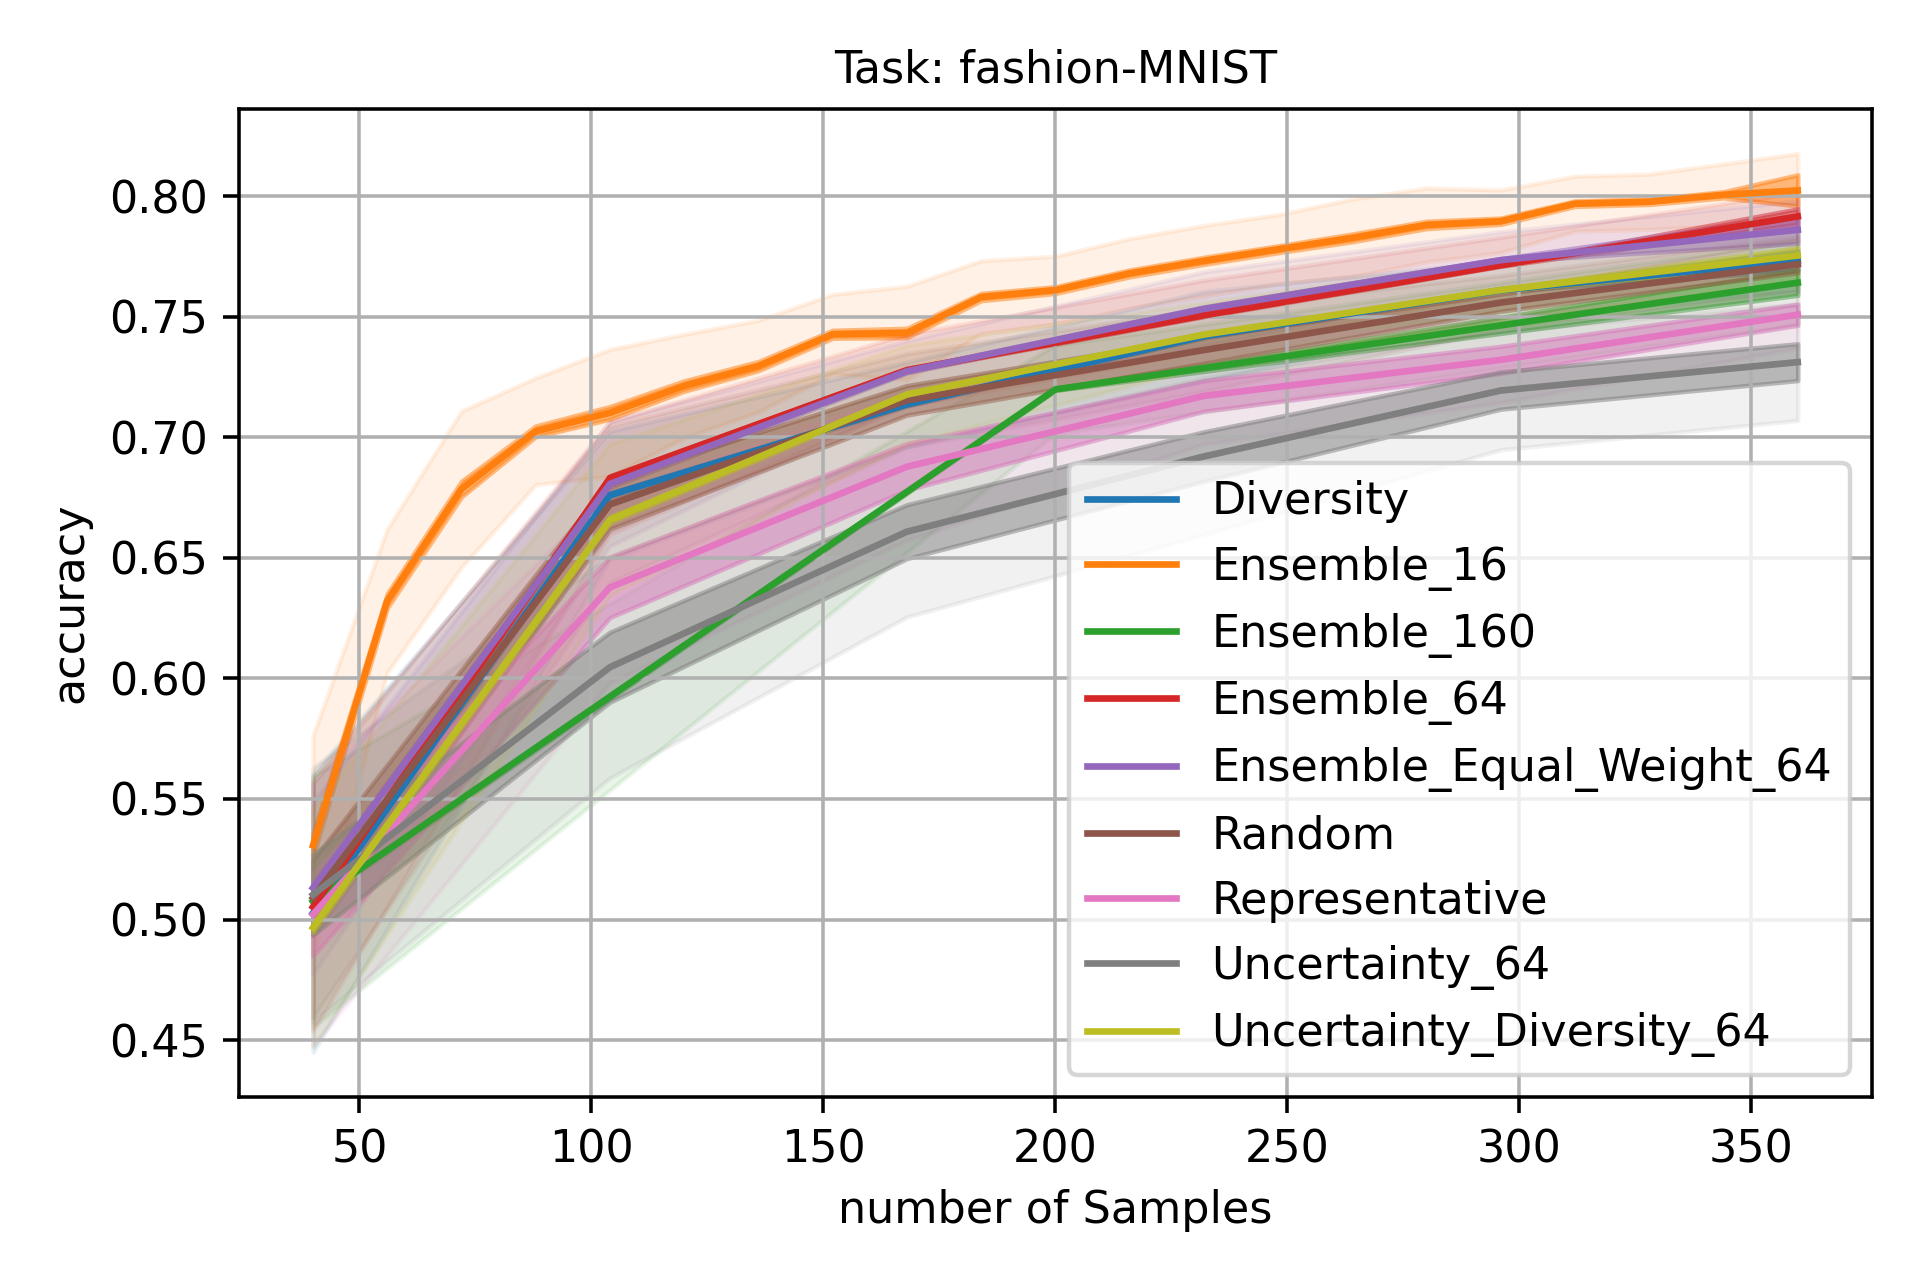 Task: fashion-MNIST
accuracy
0.80
0.75
0.70
0.65
0.60
0.55
0.50
0.45
Diversity
Ensemble_16
Ensemble_160
Ensemble_64
Ensemble_Equal_Weight_64
Random
Representative
Uncertainty_64
Uncertainty_Diversity_64
50 100 150 200 250 300 350
number of Samples